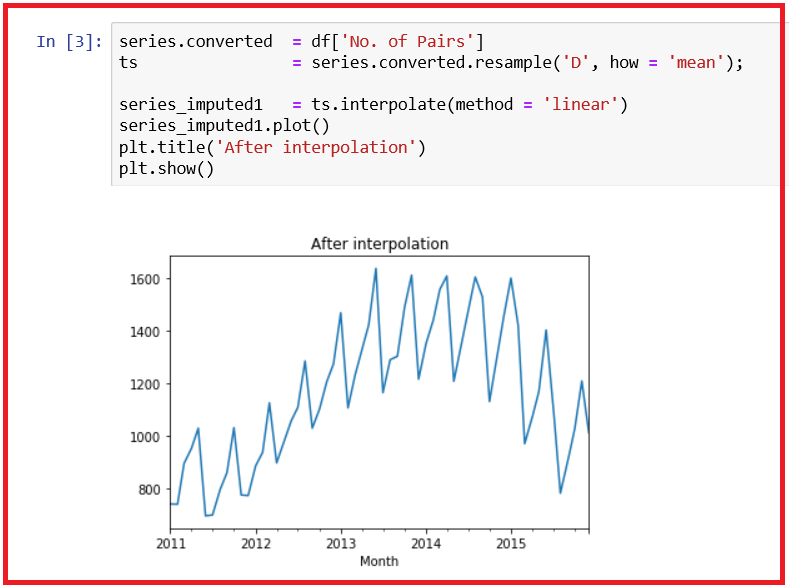 In [3]: series.converted  = df['No. of Pairs']
ts                = series.converted.resample('D', how = 'mean');
series_imputed1   = ts.interpolate(method = 'linear')
series_imputed1.plot()
plt.title('After interpolation')
plt.show()
After interpolation
1600
1400
1200
1000
800
2011 2012 2013 2014 2015
Month